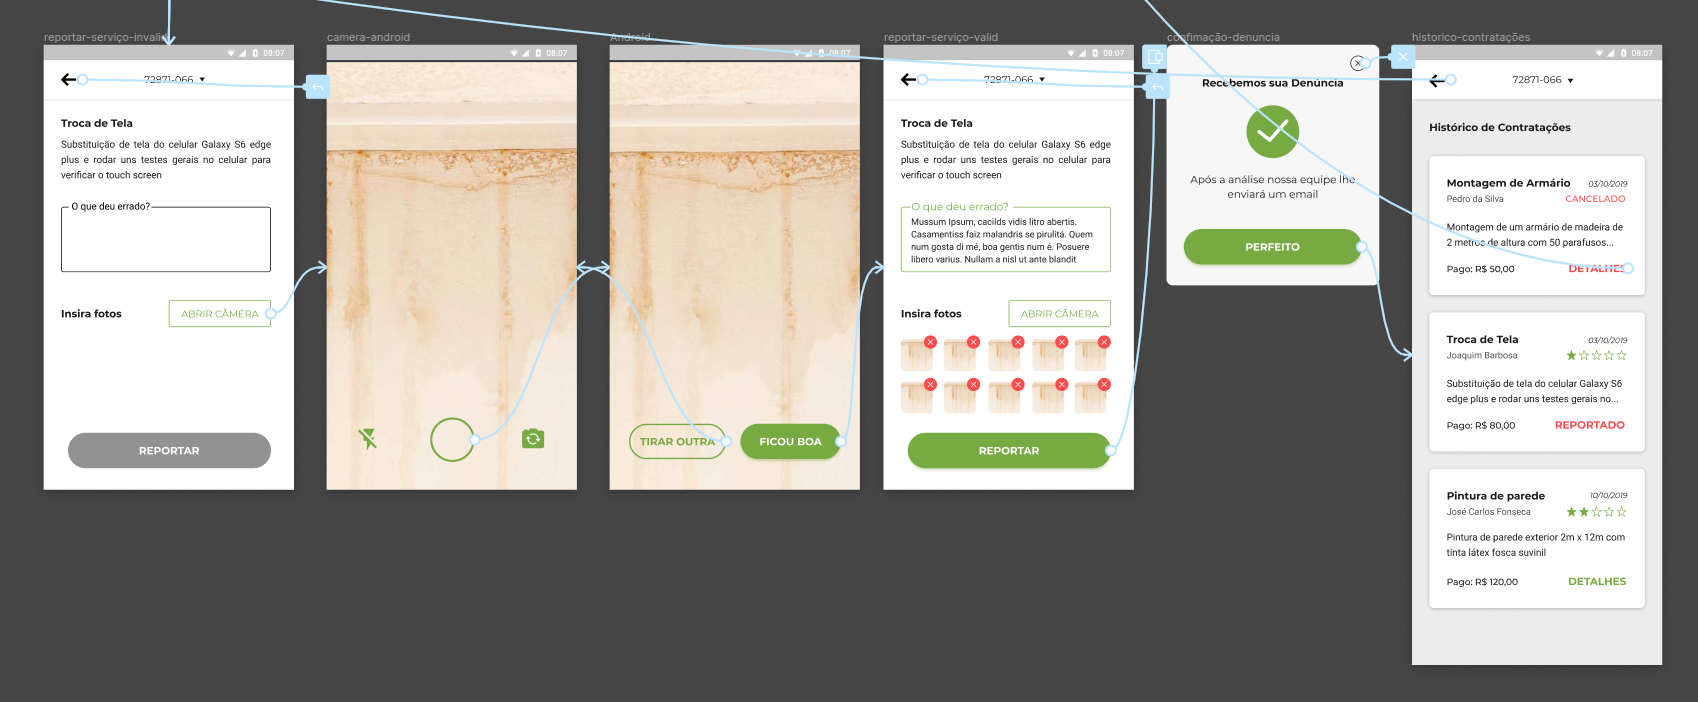 reportar-serviço-invalid
08:07
72871-066
Troca de Tela
Substituição de tela do celular Galaxy S6 edge
plus e rodar uns testes gerais no celular para
verificar o touch screen
O que deu errado?
Insira fotos
ABRIR CÂMERA
REPORTAR
camera-android
08:07
Android
08:07
TIRAR OUTRA
FICOU BOA
reportar-serviço-valid
08:07
72871-066
Troca de Tela
Substituição de tela do celular Galaxy S6 edge
plus e rodar uns testes gerais no celular para
verificar o touch screen
O que deu errado?
Mussum Ipsum, cacilds vidis litro abertis.
Casamentiss faiz malandris se pirulitá. Quem
num gosta di mé, boa gentis num é. Posuere
libero varius. Nullam a nisl ut ante blandit
Insira fotos
ABRIR CÂMERA
REPORTAR
confimação-denuncia
Recebemos sua Denúncia
Após a análise nossa equipe lhe
enviará um email
PERFEITO
historico-contratações
08:07
72871-066
Histórico de Contratações
Montagem de Armário
03/10/2019
Pedro da Silva
CANCELADO
Montagem de um armário de madeira de
2 metros de altura com 50 parafusos...
Pago: R$ 50,00
DETALHES
Troca de Tela
03/10/2019
Joaquim Barbosa
Substituição de tela do celular Galaxy S6
edge plus e rodar uns testes gerais no...
Pago: R$ 80,00
REPORTADO
Pintura de parede
10/10/2019
José Carlos Fonseca
Pintura de parede exterior 2m x 12m com
tinta látex fosca suvinil
Pago: R$ 120,00
DETALHES